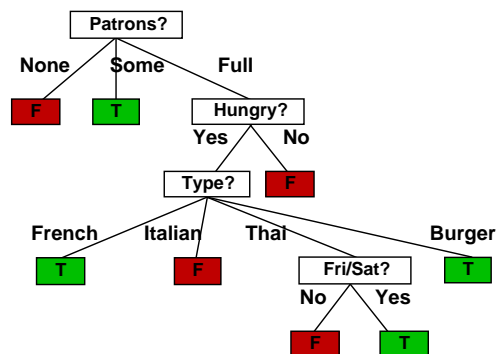 Patrons?
None Some Full
F T Hungry?
Yes No
Type? F
French Italian Thai Burger
T F Fri/Sat? T
No Yes
F T